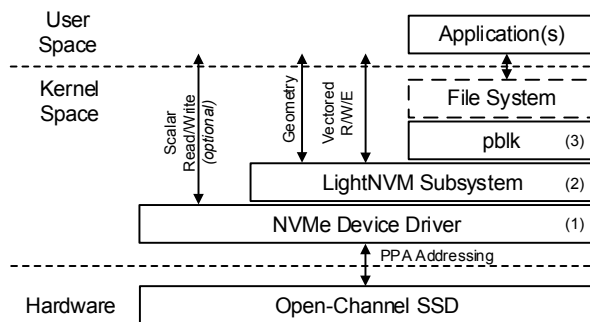 User
Space
Application(s)
Kernel
Space
Scalar
Read/Write
(optional)
Geometry
Vectored
R/W/E
File System
pblk (3)
LightNVM Subsystem (2)
NVMe Device Driver (1)
PPA Addressing
Hardware
Open-Channel SSD